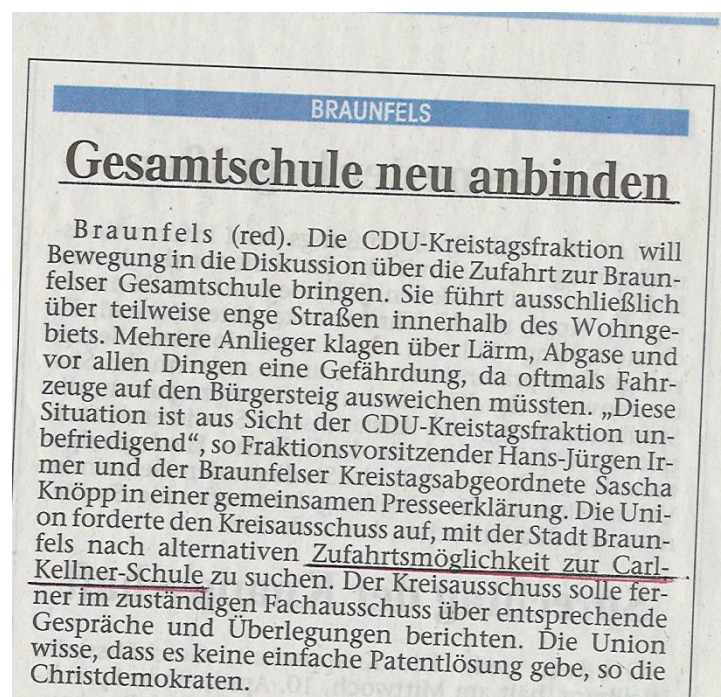 BRAUNFELS
Gesamtschule neu anbinden
Braunfels (red). Die CDU-Kreistagsfraktion will
Bewegung in die Diskussion über die Zufahrt zur Braun-
felser Gesamtschule bringen. Sie führt ausschließlich
über teilweise enge Straßen innerhalb des Wohnge-
biets. Mehrere Anlieger klagen über Lärm, Abgase und
vor allen Dingen eine Gefährdung, da oftmals Fahr-
zeuge auf den Bürgersteig ausweichen müssten. „Diese
Situation ist aus Sicht der CDU-Kreistagsfraktion un-
befriedigend“, so Fraktionsvorsitzender Hans-Jürgen Ir-
mer und der Braunfelser Kreistagsabgeordnete Sascha
Knöpp in einer gemeinsamen Presseerklärung. Die Uni-
on forderte den Kreisausschuss auf, mit der Stadt Braun-
fels nach alternativen Zufahrtsmöglichkeit zur Carl-
Kellner-Schule zu suchen. Der Kreisausschuss solle fer-
ner im zuständigen Fachausschuss über entsprechende
Gespräche und Überlegungen berichten. Die Union
wisse, dass es keine einfache Patentlösung gebe, so die
Christdemokraten.